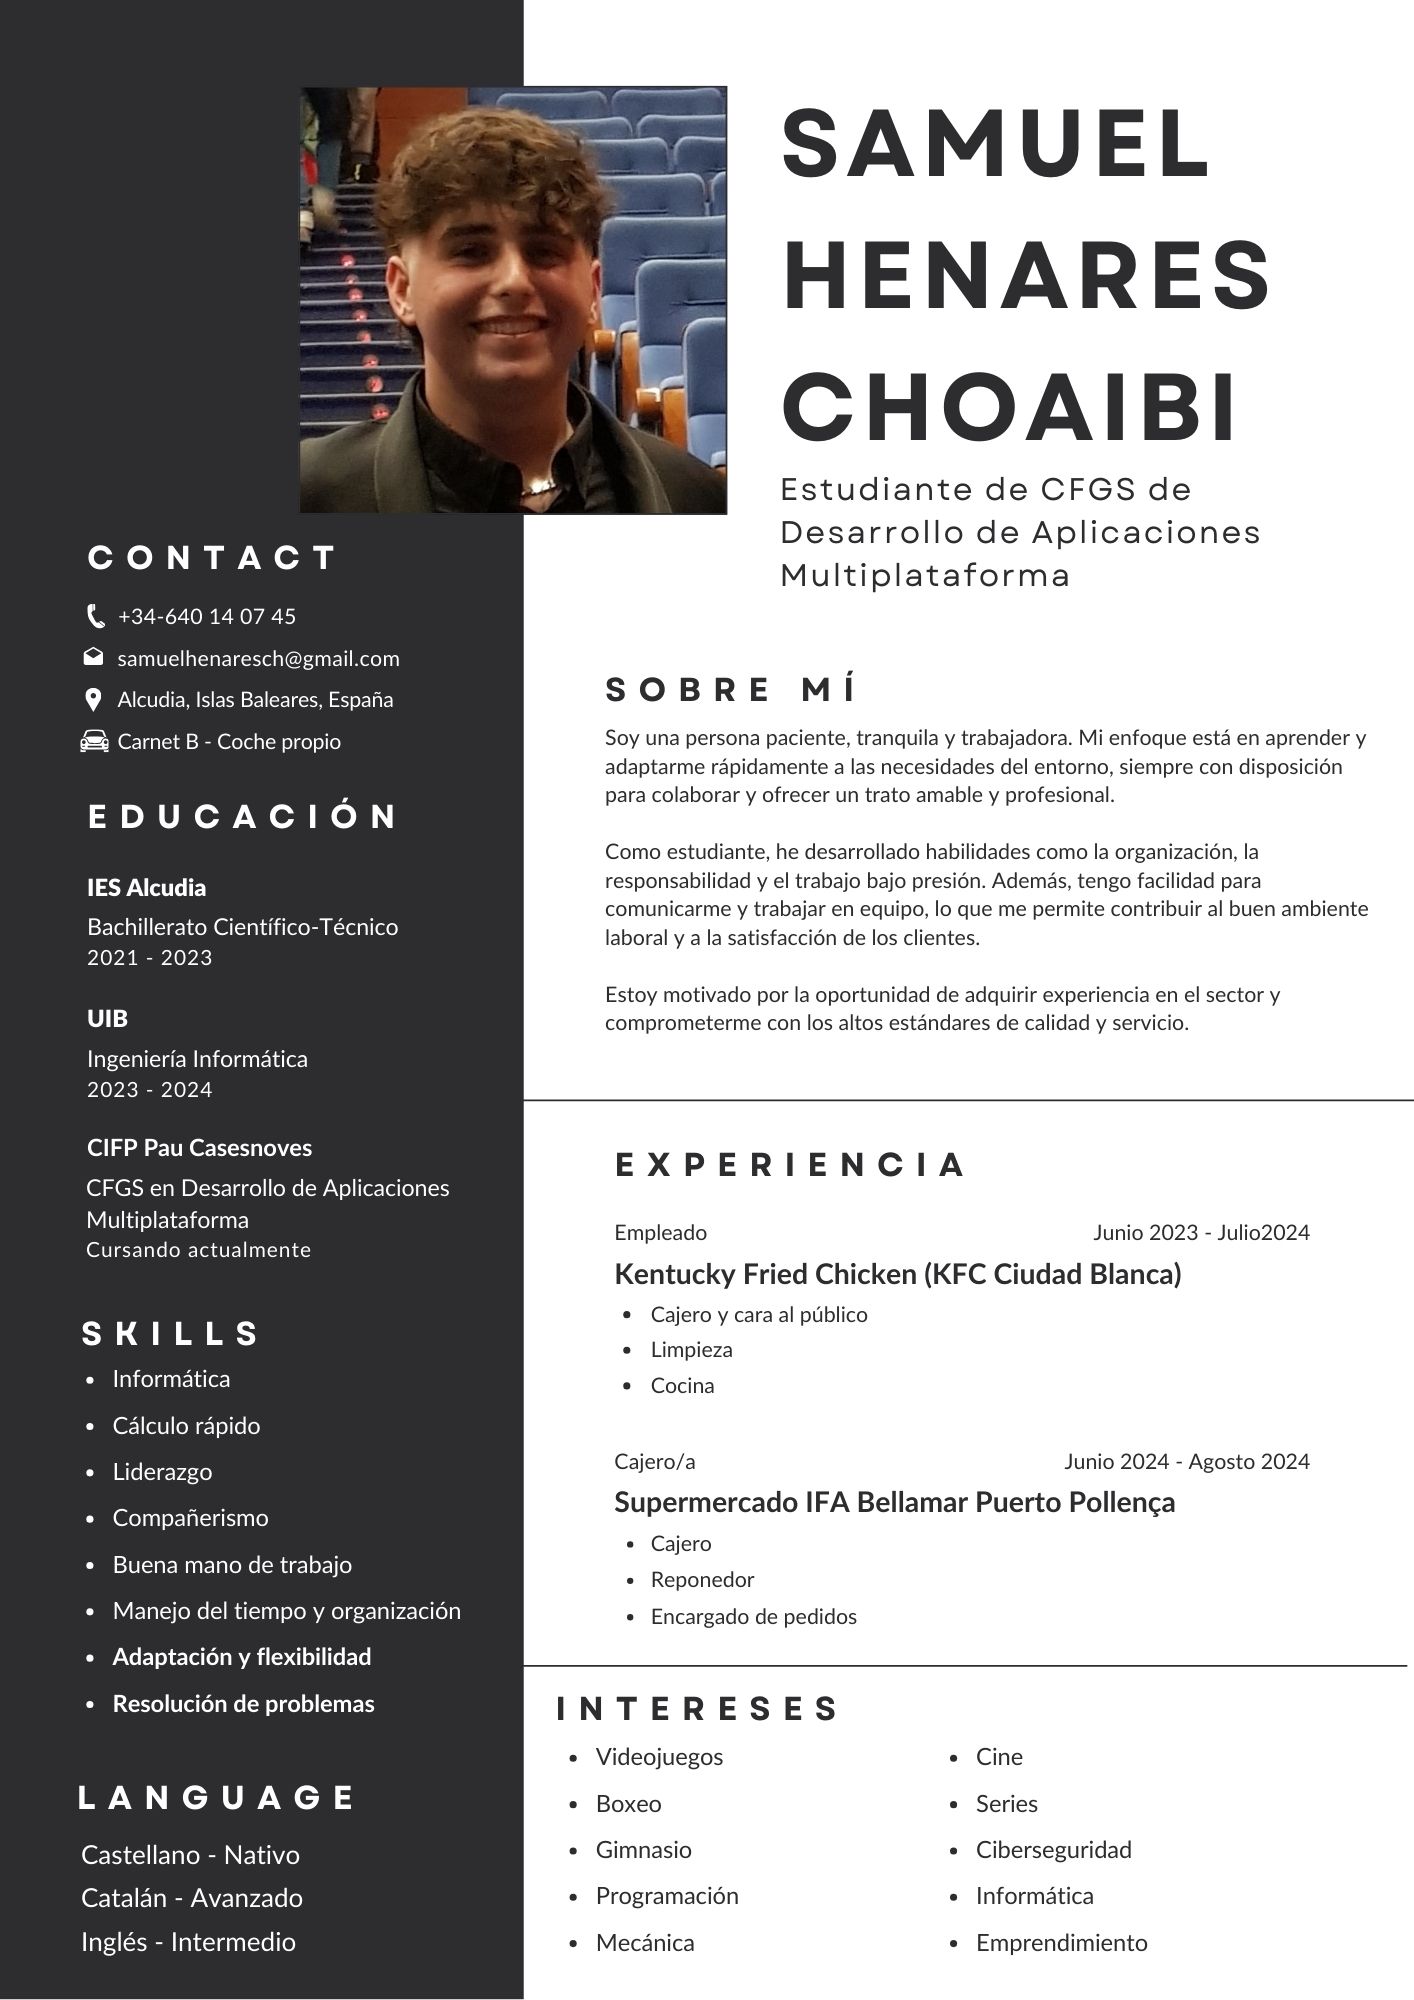 SAMUEL
HENARES
CHOAIBI
Estudiante de CFGS de
Desarrollo de Aplicaciones
Multiplataforma
CONTACT
+34-640 14 07 45
samuelhenaresch@gmail.com
Alcudia, Islas Baleares, España
Carnet B - Coche propio
EDUCACIÓN
IES Alcudia
Bachillerato Científico-Técnico
2021 - 2023
UIB
Ingeniería Informática
2023 - 2024
CIFP Pau Casesnoves
CFGS en Desarrollo de Aplicaciones
Multiplataforma
Cursando actualmente
SKILLS
• Informática
• Cálculo rápido
• Liderazgo
• Compañerismo
• Buena mano de trabajo
• Manejo del tiempo y organización
• Adaptación y flexibilidad
• Resolución de problemas
LANGUAGE
Castellano - Nativo
Catalán - Avanzado
Inglés - Intermedio
SOBRE MÍ
Soy una persona paciente, tranquila y trabajadora. Mi enfoque está en aprender y
adaptarme rápidamente a las necesidades del entorno, siempre con disposición
para colaborar y ofrecer un trato amable y profesional.
Como estudiante, he desarrollado habilidades como la organización, la
responsabilidad y el trabajo bajo presión. Además, tengo facilidad para
comunicarme y trabajar en equipo, lo que me permite contribuir al buen ambiente
laboral y a la satisfacción de los clientes.
Estoy motivado por la oportunidad de adquirir experiencia en el sector y
comprometerme con los altos estándares de calidad y servicio.
EXPERIENCIA
Empleado Junio 2023 - Julio2024
Kentucky Fried Chicken (KFC Ciudad Blanca)
• Cajero y cara al público
• Limpieza
• Cocina
Cajero/a Junio 2024 - Agosto 2024
Supermercado IFA Bellamar Puerto Pollença
• Cajero
• Reponedor
• Encargado de pedidos
INTERESES
• Videojuegos
• Boxeo
• Gimnasio
• Programación
• Mecánica
• Cine
• Series
• Ciberseguridad
• Informática
• Emprendimiento